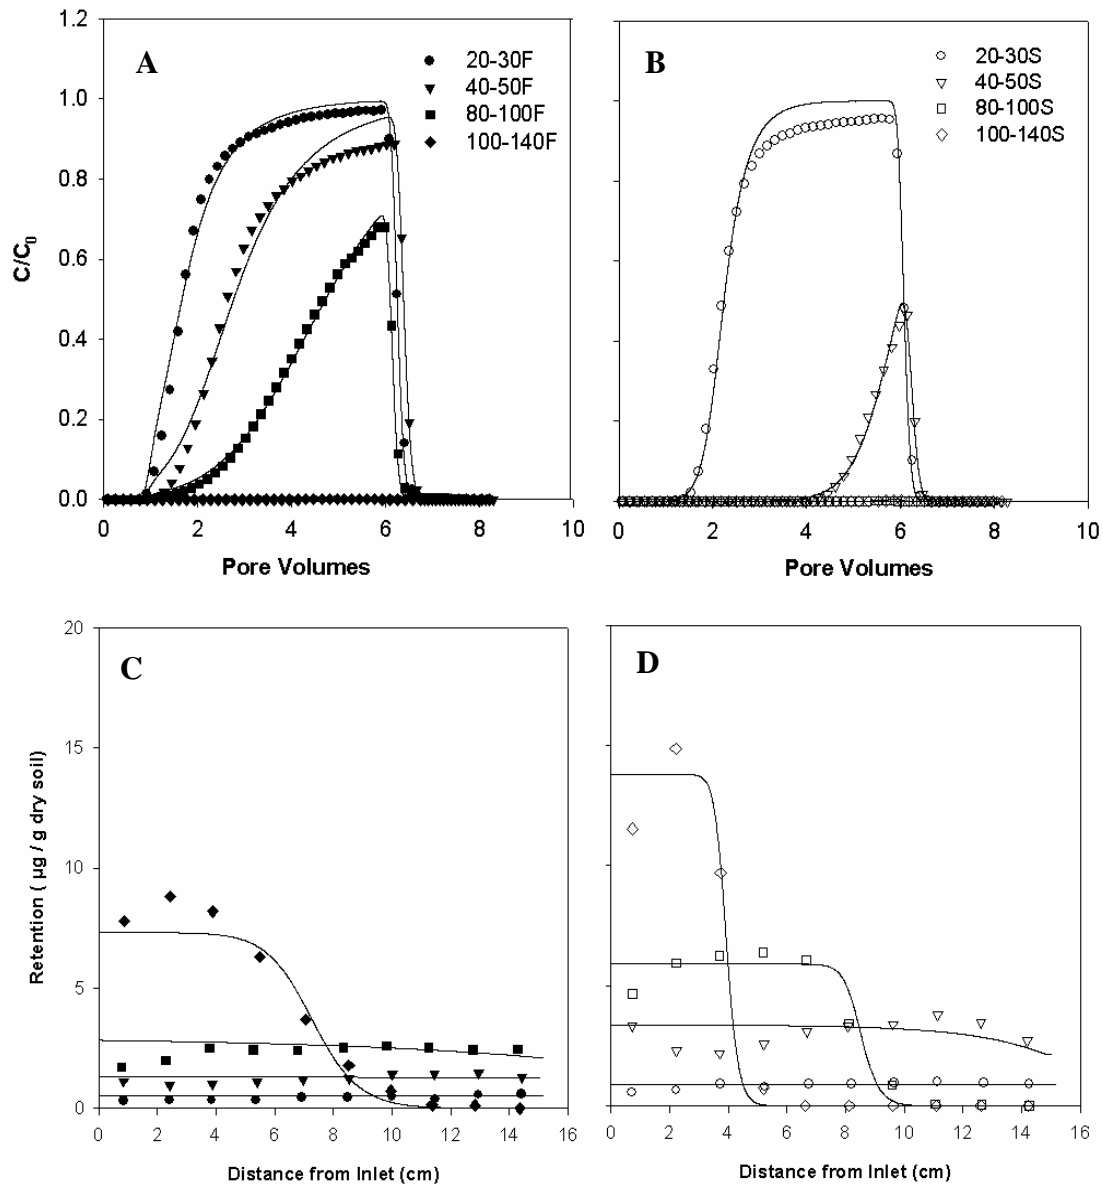 1.2
1.0
0.8
0.6
0.4
0.2
0.0
C/C0
A
20-30F
40-50F
80-100F
100-140F
0 2 4 6 8 10
Pore Volumes
B
20-30S
40-50S
80-100S
100-140S
0 2 4 6 8 10
Pore Volumes
20
15
10
5
0
Retention ( µg / g dry soil)
C
0 2 4 6 8 10 12 14 16
Distance from Inlet (cm)
D
0 2 4 6 8 10 12 14 16
Distance from Inlet (cm)